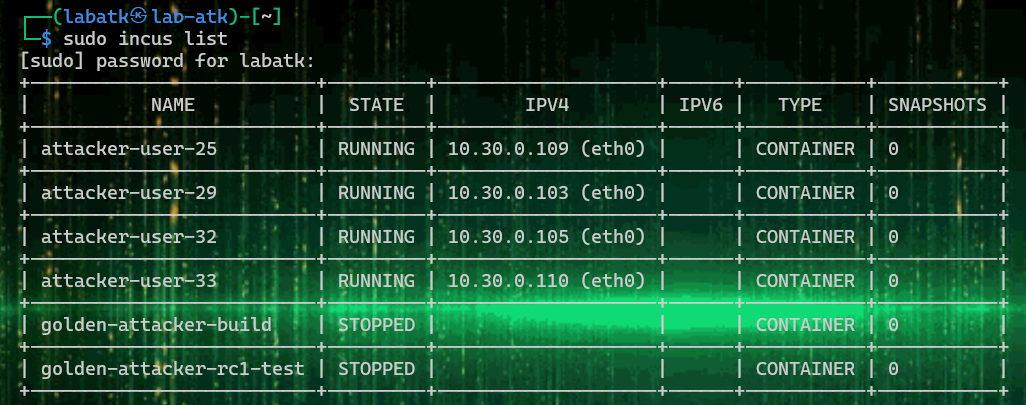 ┌──(labatk㉿lab-atk)-[~]
└─$ sudo incus list
[sudo] password for labatk:
+---------------------------+---------+---------------------+------+-----------+-----------+
|           NAME            |  STATE  |        IPV4         | IPV6 |   TYPE    | SNAPSHOTS |
+---------------------------+---------+---------------------+------+-----------+-----------+
| attacker-user-25          | RUNNING | 10.30.0.109 (eth0)  |      | CONTAINER | 0         |
+---------------------------+---------+---------------------+------+-----------+-----------+
| attacker-user-29          | RUNNING | 10.30.0.103 (eth0)  |      | CONTAINER | 0         |
+---------------------------+---------+---------------------+------+-----------+-----------+
| attacker-user-32          | RUNNING | 10.30.0.105 (eth0)  |      | CONTAINER | 0         |
+---------------------------+---------+---------------------+------+-----------+-----------+
| attacker-user-33          | RUNNING | 10.30.0.110 (eth0)  |      | CONTAINER | 0         |
+---------------------------+---------+---------------------+------+-----------+-----------+
| golden-attacker-build     | STOPPED |                     |      | CONTAINER | 0         |
+---------------------------+---------+---------------------+------+-----------+-----------+
| golden-attacker-rc1-test  | STOPPED |                     |      | CONTAINER | 0         |
+---------------------------+---------+---------------------+------+-----------+-----------+